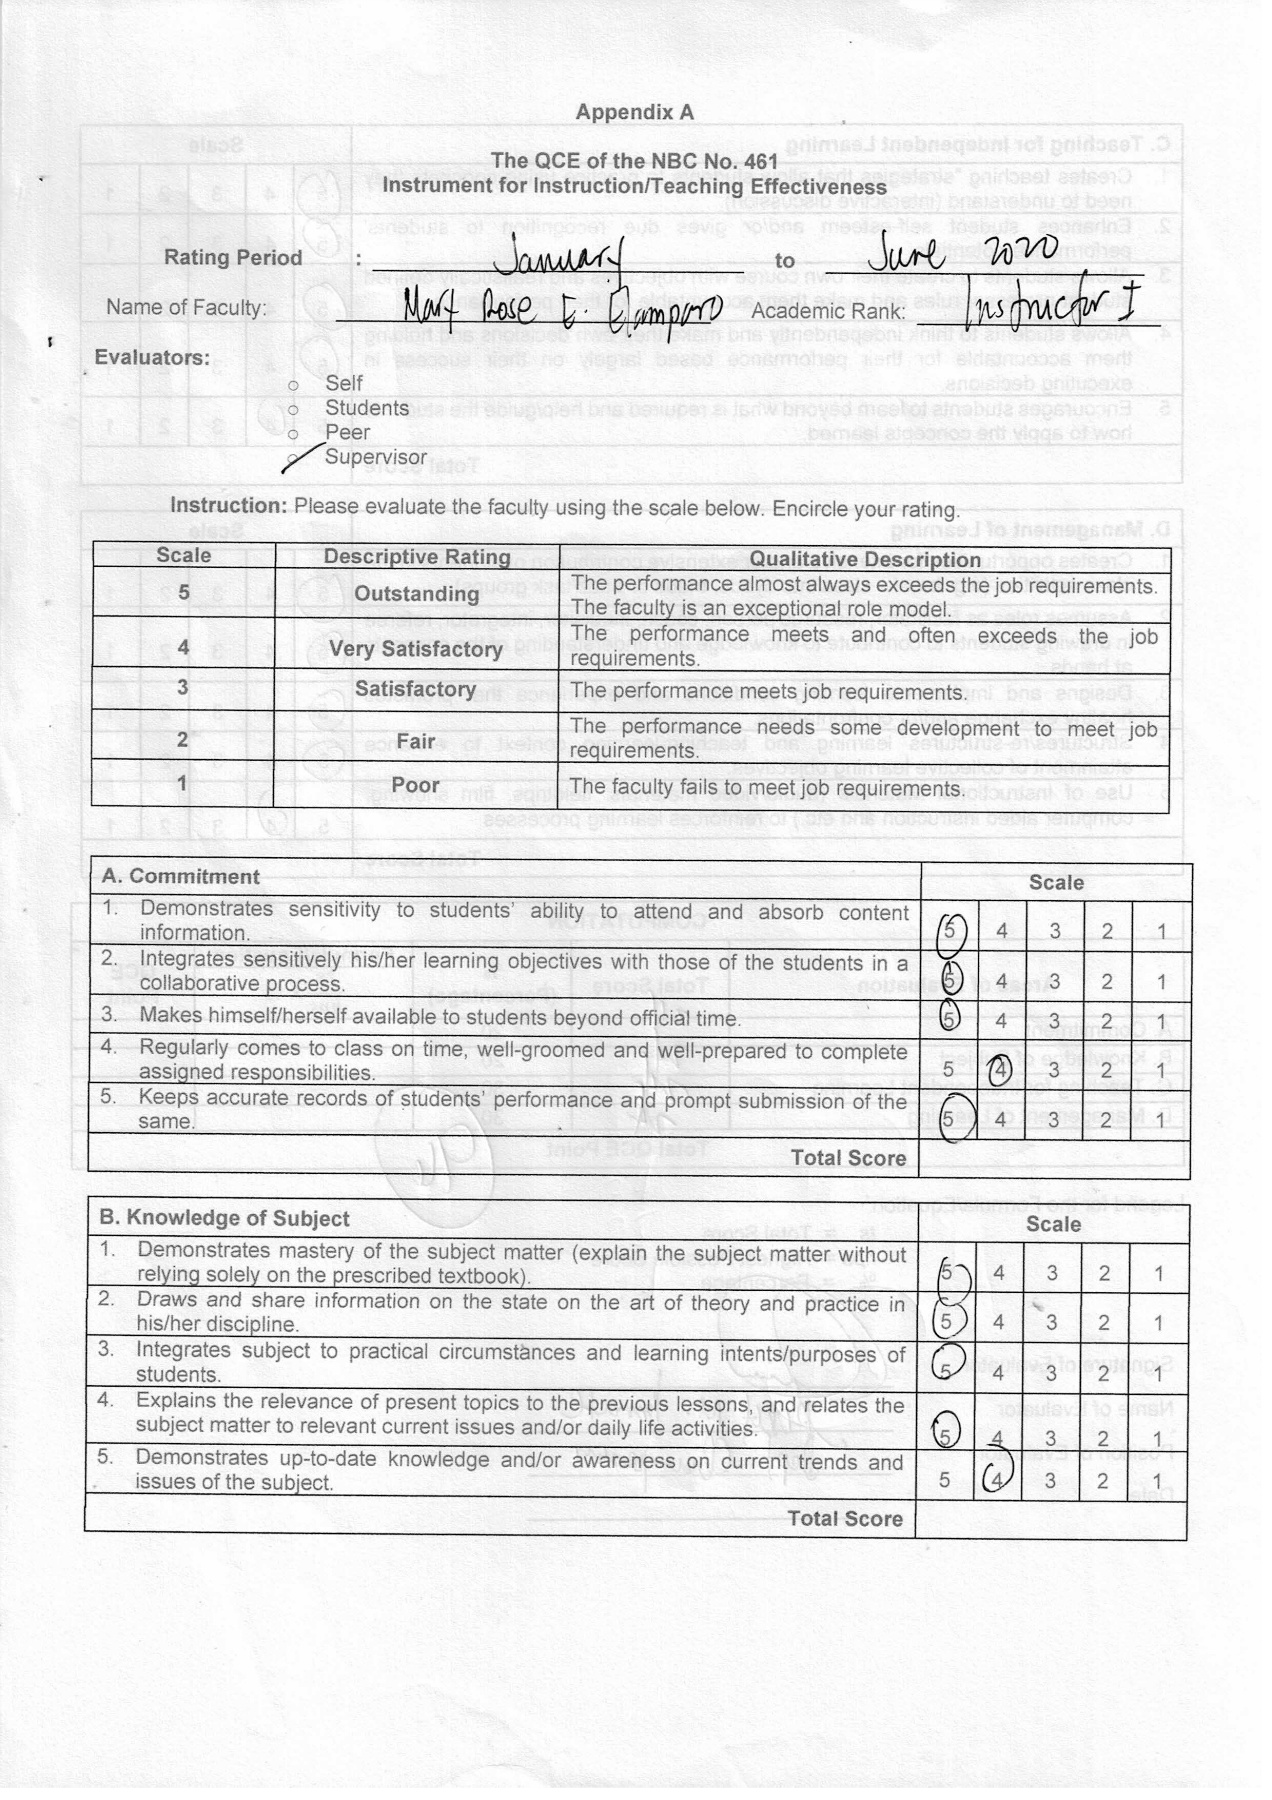 Appendix A
The QCE of the NBC No. 461
Instrument for Instruction/Teaching Effectiveness
Rating Period : January to June 2020
Name of Faculty: Mary Rose E. Academic Rank: Instructor I
Evaluators:
Self
Students
Peer
Supervisor
Instruction: Please evaluate the faculty using the scale below. Encircle your rating.
Scale Descriptive Rating Qualitative Description
5 Outstanding The performance almost always exceeds the job requirements.
The faculty is an exceptional role model.
4 Very Satisfactory The performance meets and often exceeds the job
requirements.
3 Satisfactory The performance meets job requirements.
2 Fair The performance needs some development to meet job
requirements.
1 Poor The faculty fails to meet job requirements.
A. Commitment Scale
1. Demonstrates sensitivity to students' ability to attend and absorb content
information. 5 4 3 2 1
2. Integrates sensitively his/her learning objectives with those of the students in a
collaborative process. 5 4 3 2 1
3. Makes himself/herself available to students beyond official time. 5 4 3 2 1
4. Regularly comes to class on time, well-groomed and well-prepared to complete
assigned responsibilities. 5 4 3 2 1
5. Keeps accurate records of students' performance and prompt submission of the
same. 5 4 3 2 1
Total Score
B. Knowledge of Subject Scale
1. Demonstrates mastery of the subject matter (explain the subject matter without
relying solely on the prescribed textbook). 5 4 3 2 1
2. Draws and share information on the state on the art of theory and practice in
his/her discipline. 5 4 3 2 1
3. Integrates subject to practical circumstances and learning intents/purposes of
students. 5 4 3 2 1
4. Explains the relevance of present topics to the previous lessons, and relates the
subject matter to relevant current issues and/or daily life activities. 5 4 3 2 1
5. Demonstrates up-to-date knowledge and/or awareness on current trends and
issues of the subject. 5 4 3 2 1
Total Score